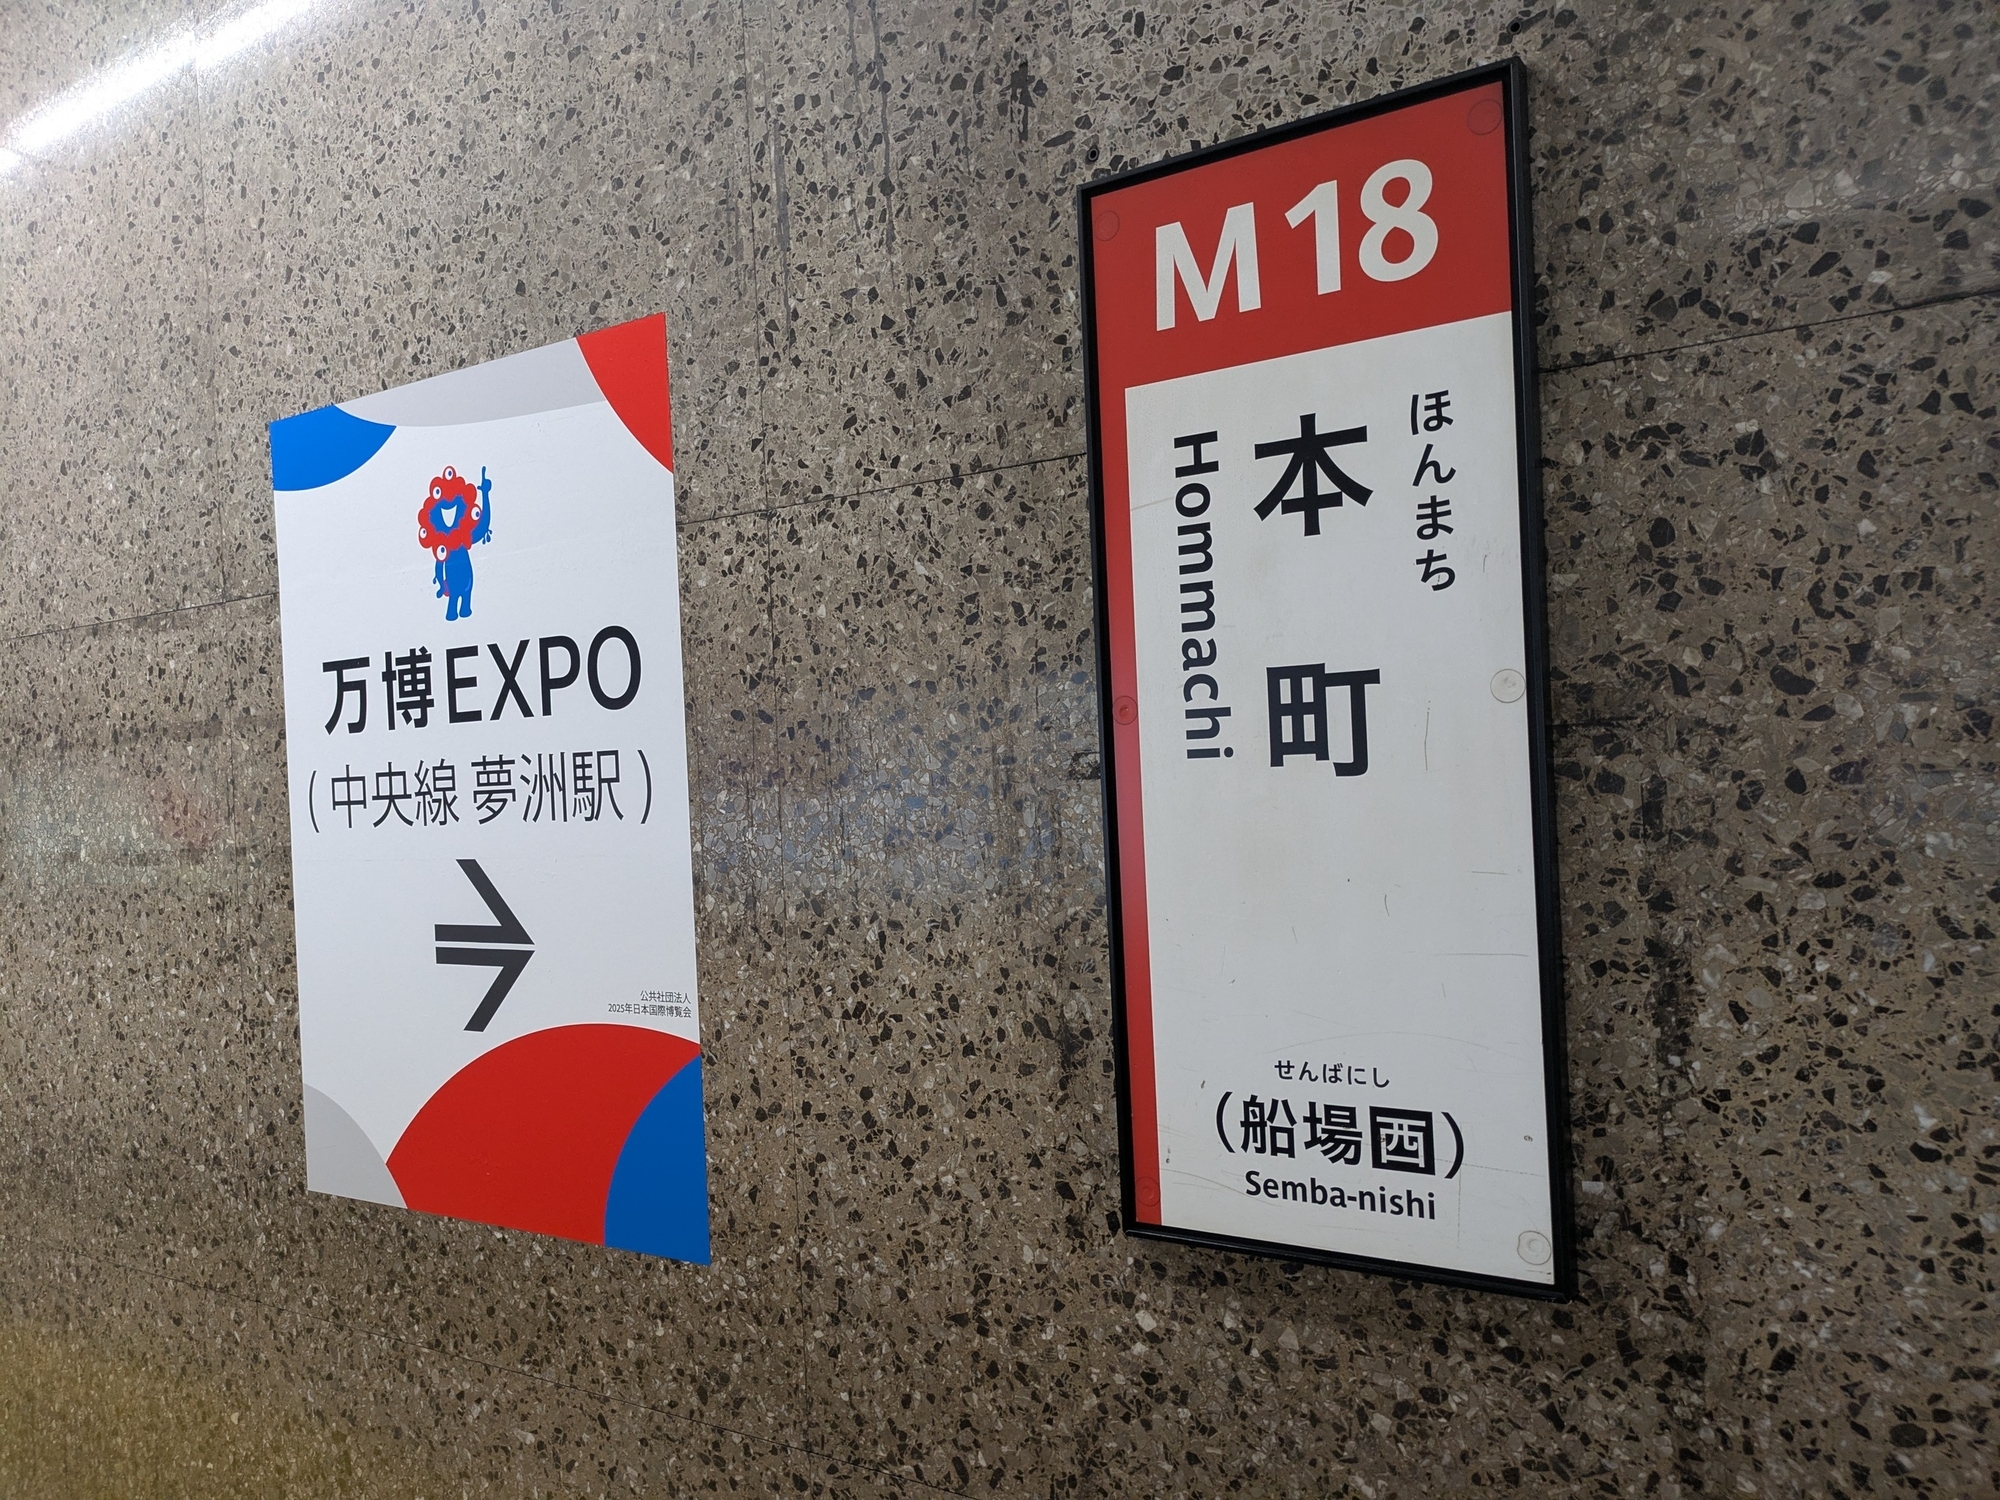 万博EXPO
(中央線 夢洲駅)
公共社団法人
2025年日本国際博覧会
M18
ほんまち
本町
Hommachi
せんばにし
(船場西)
Semba-nishi